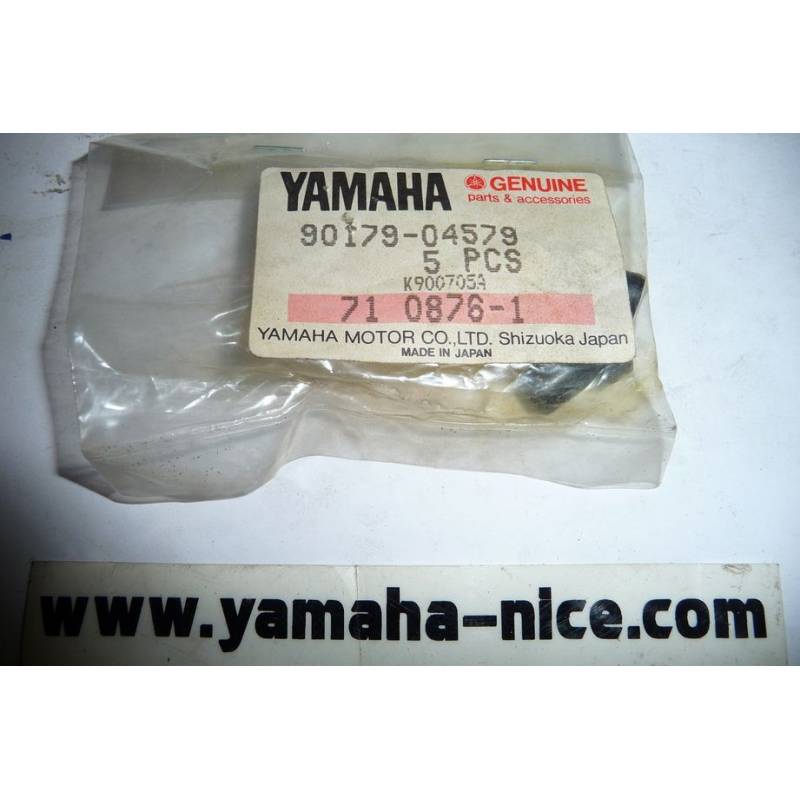 YAMAHA GENUINE
parts & accessories
90179-04579
5 PCS
K900705A
71 0876-1
YAMAHA MOTOR CO.,LTD. Shizuoka Japan
MADE IN JAPAN
www.yamaha-nice.com